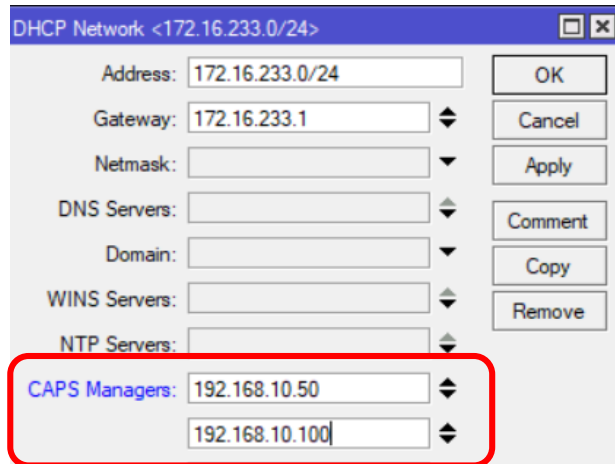 DHCP Network <172.16.233.0/24>
Address: 172.16.233.0/24 OK
Gateway: 172.16.233.1 Cancel
Netmask: Apply
DNS Servers:
Comment
Domain:
Copy
WINS Servers:
Remove
NTP Servers:
CAPS Managers: 192.168.10.50
192.168.10.100